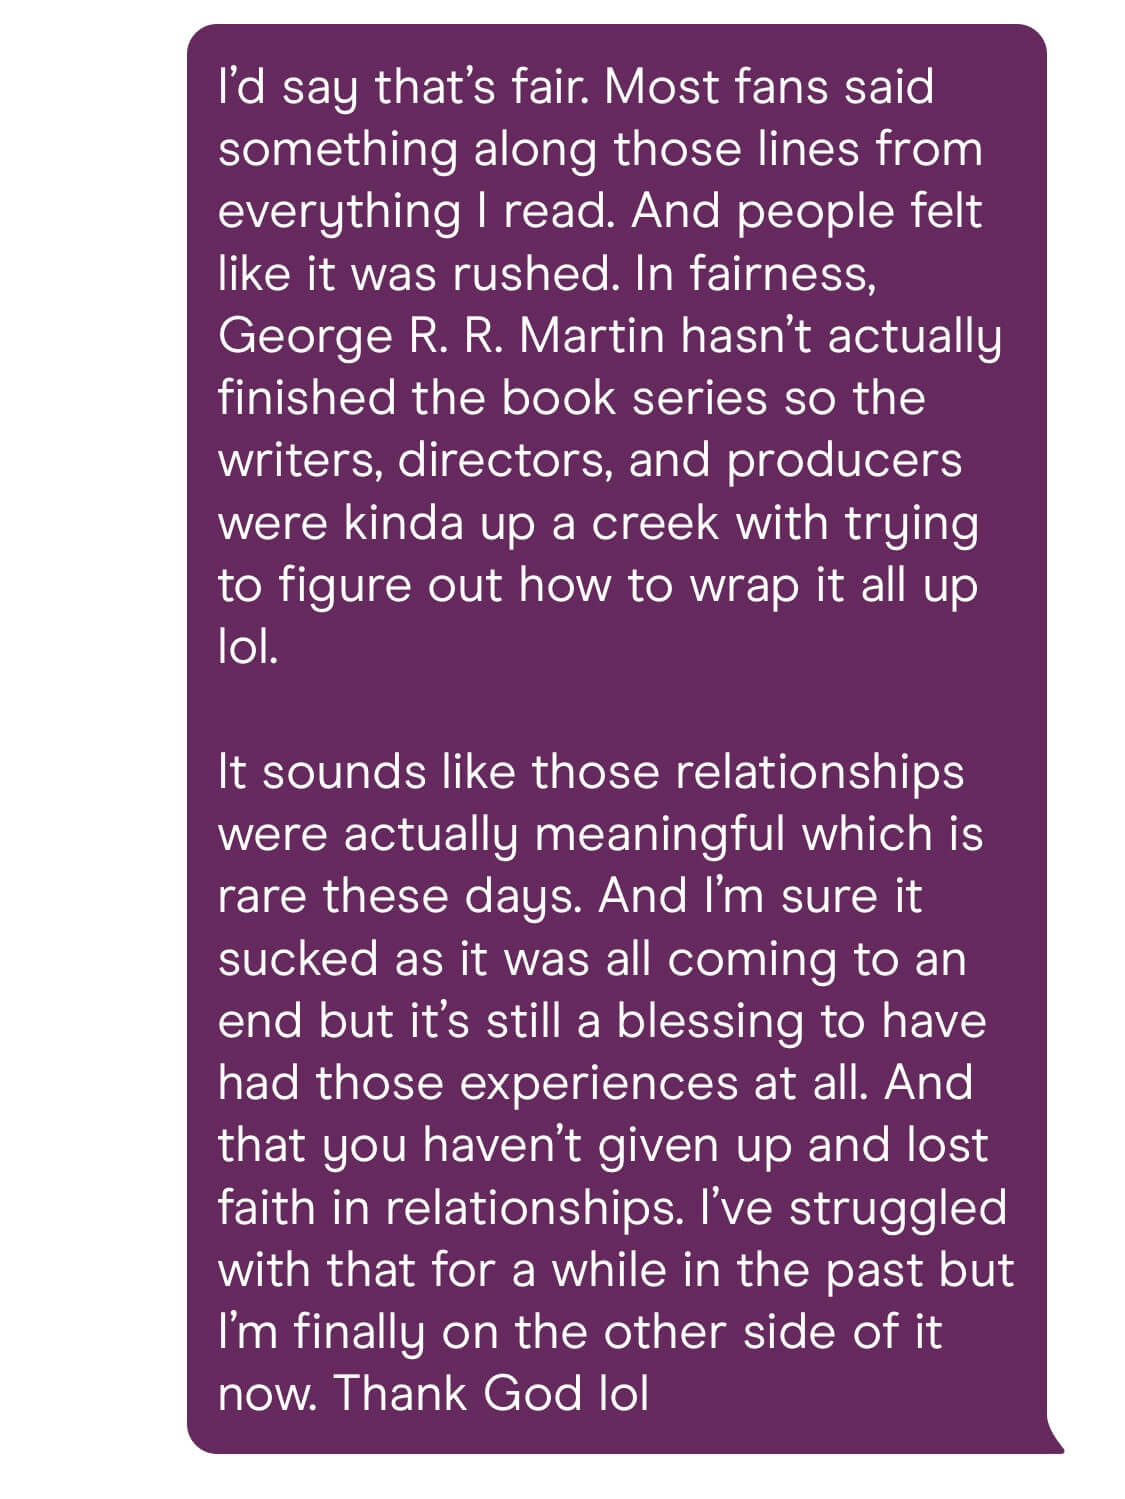 I’d say that’s fair. Most fans said
something along those lines from
everything I read. And people felt
like it was rushed. In fairness,
George R. R. Martin hasn’t actually
finished the book series so the
writers, directors, and producers
were kinda up a creek with trying
to figure out how to wrap it all up
lol.

It sounds like those relationships
were actually meaningful which is
rare these days. And I’m sure it
sucked as it was all coming to an
end but it’s still a blessing to have
had those experiences at all. And
that you haven’t given up and lost
faith in relationships. I’ve struggled
with that for a while in the past but
I’m finally on the other side of it
now. Thank God lol